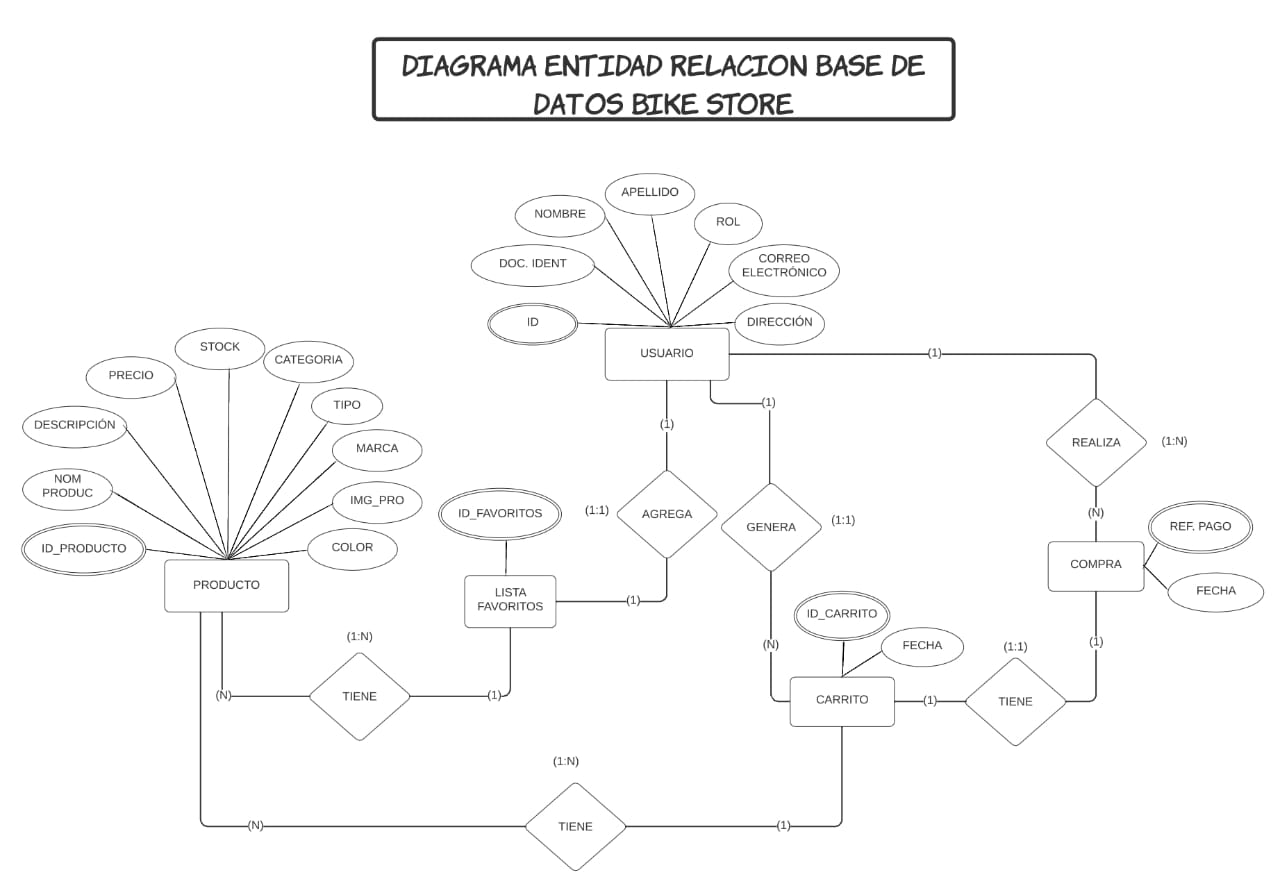 DIAGRAMA ENTIDAD RELACION BASE DE
DATOS BIKE STORE
APELLIDO
NOMBRE
ROL
DOC. IDENT
CORREO
ELECTRÓNICO
ID
DIRECCIÓN
USUARIO
(1)
STOCK
CATEGORIA
PRECIO
TIPO
(1)
DESCRIPCIÓN
(1)
MARCA
REALIZA
(1:N)
NOM
PRODUC
IMG_PRO
ID_FAVORITOS
(1:1)
AGREGA
GENERA
(1:1)
(N)
REF. PAGO
ID_PRODUCTO
COLOR
COMPRA
PRODUCTO
LISTA
FAVORITOS
(1)
FECHA
ID_CARRITO
(1:N)
(N)
FECHA
(1:1)
(1)
(N)
TIENE
(1)
CARRITO
(1)
TIENE
(1:N)
(N)
TIENE
(1)